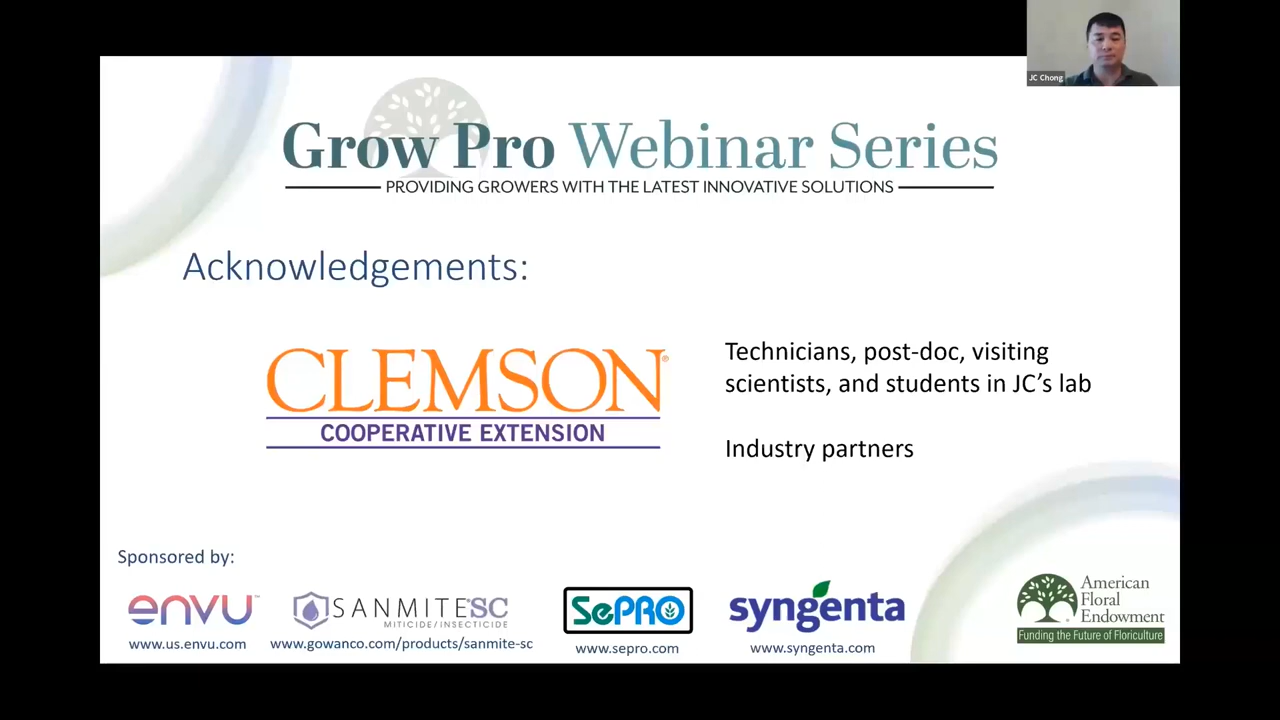 JC Chong
Grow Pro Webinar Series
PROVIDING GROWERS WITH THE LATEST INNOVATIVE SOLUTIONS
Acknowledgements:
CLEMSON®
COOPERATIVE EXTENSION
Technicians, post-doc, visiting
scientists, and students in JC’s lab
Industry partners
Sponsored by:
envu™
www.us.envu.com
SANMITE® SC
MITICIDE/INSECTICIDE
www.gowanco.com/products/sanmite-sc
SePRO
www.sepro.com
syngenta
www.syngenta.com
American
Floral
Endowment
Funding the Future of Floriculture